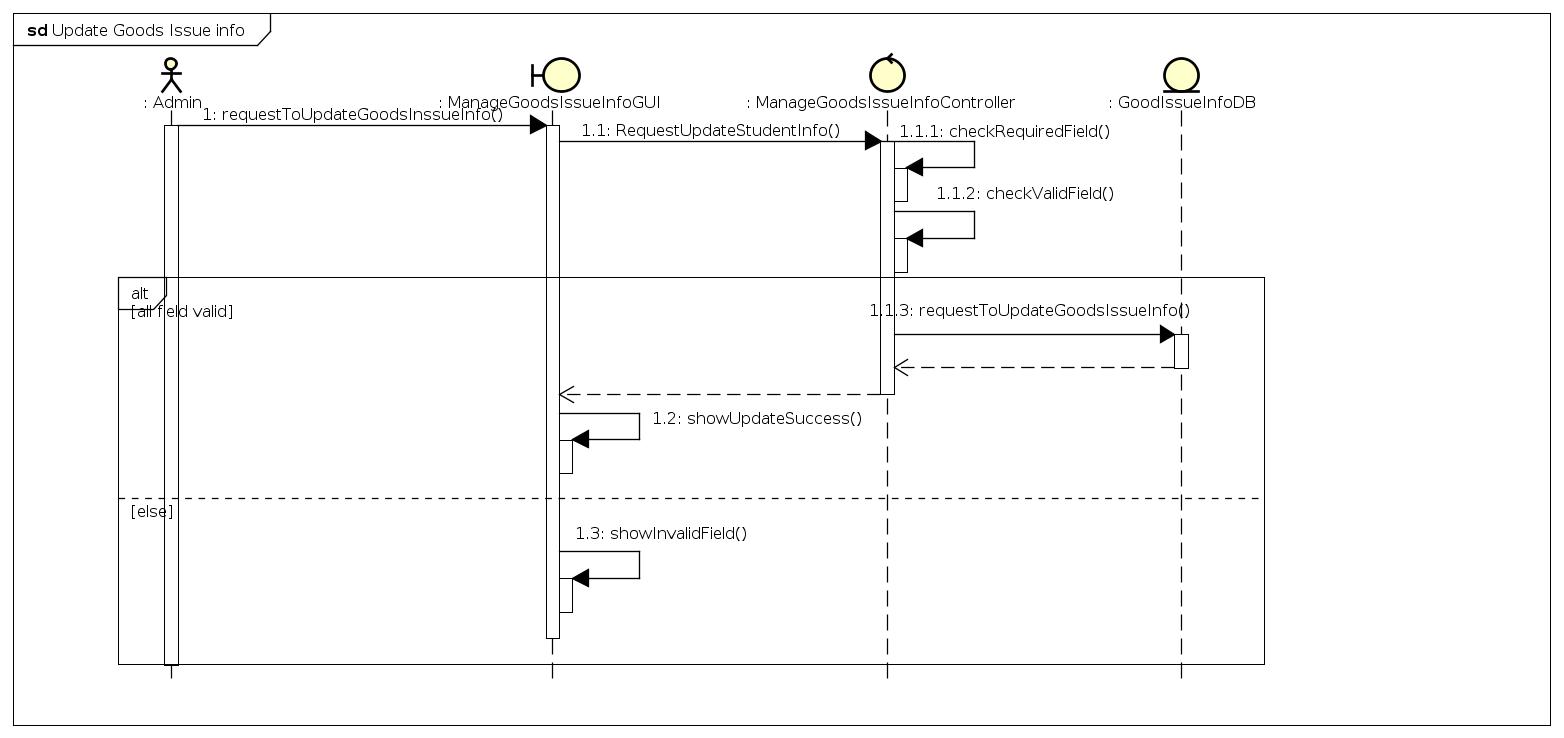 sd Update Goods Issue info
: Admin
: ManageGoodsIssueInfoGUI
: ManageGoodsIssueInfoController
: GoodIssueInfoDB
1: requestToUpdateGoodsInssueInfo()
1.1: RequestUpdateStudentInfo()
1.1.1: checkRequiredField()
1.1.2: checkValidField()
alt
[all field valid]
1.1.3: requestToUpdateGoodsIssueInfo()
1.2: showUpdateSuccess()
[else]
1.3: showInvalidField()